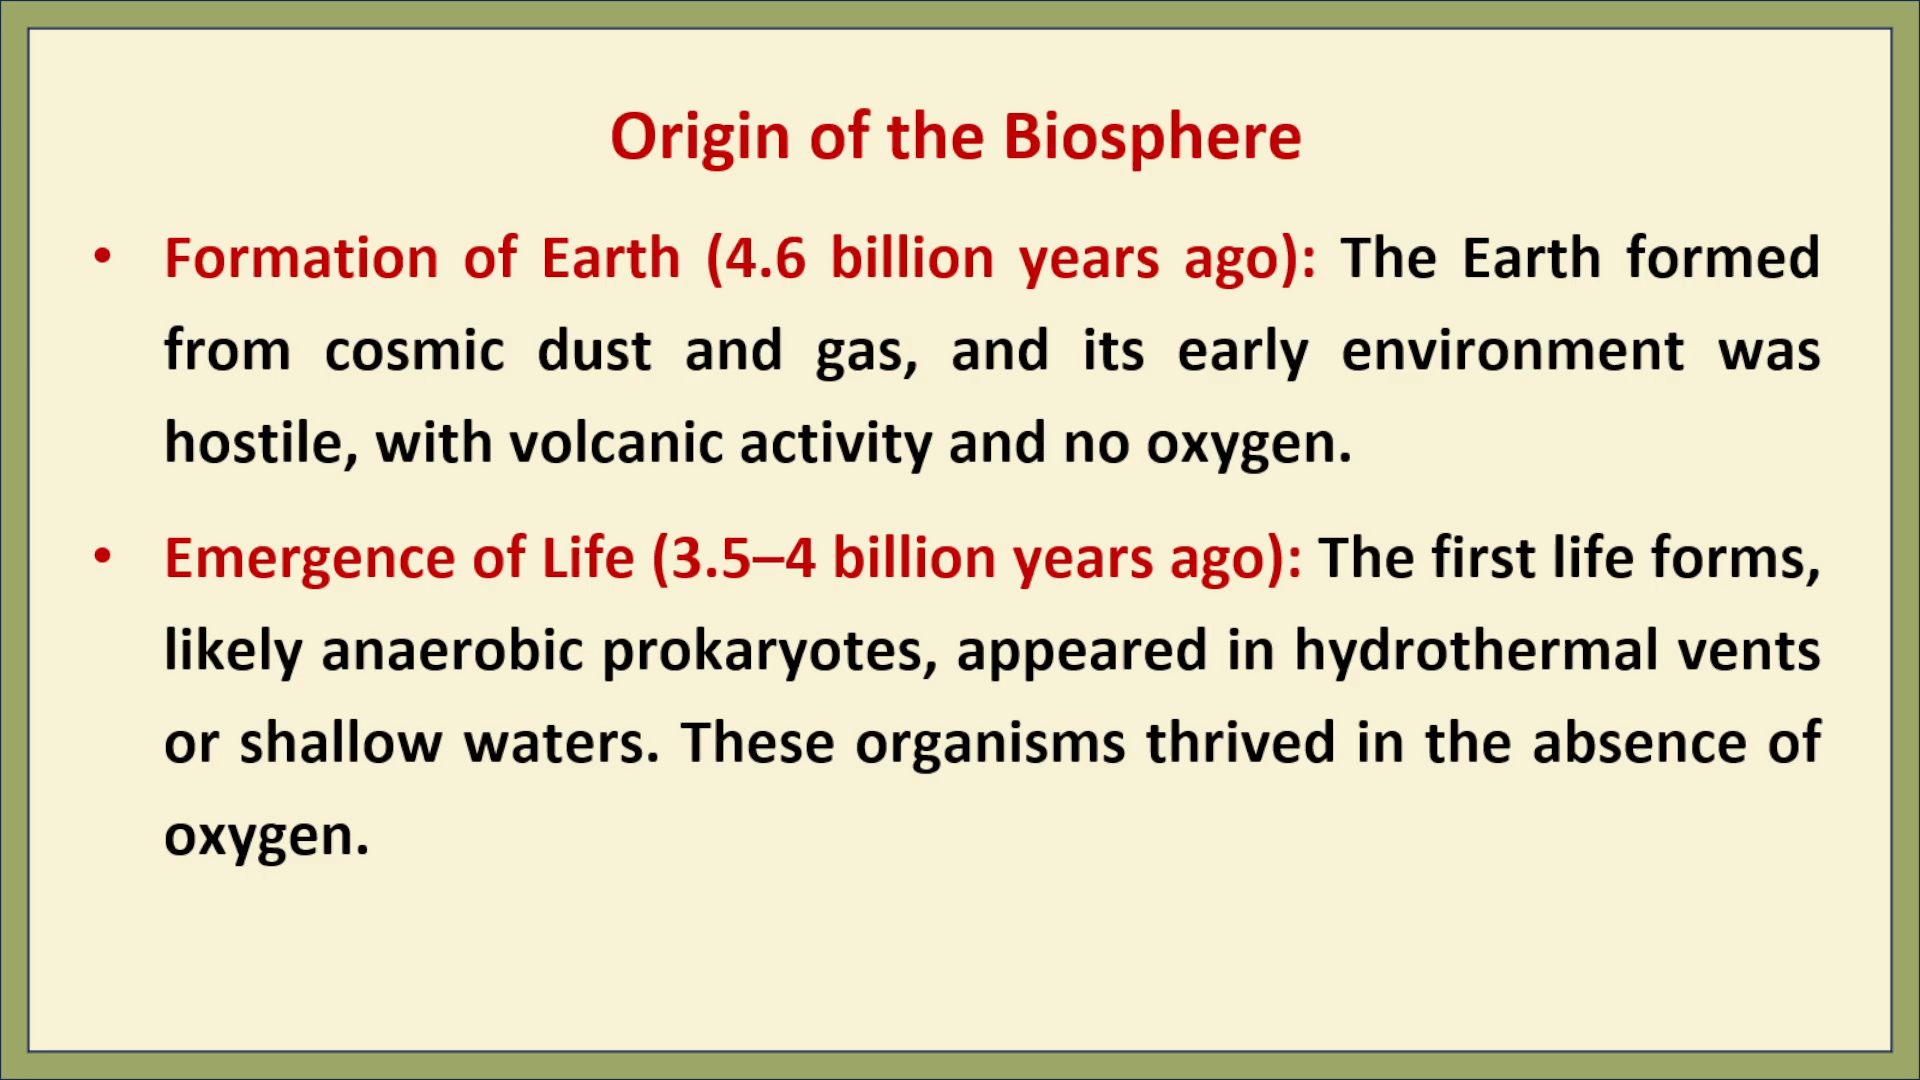 Origin of the Biosphere
• Formation of Earth (4.6 billion years ago): The Earth formed
from cosmic dust and gas, and its early environment was
hostile, with volcanic activity and no oxygen.
• Emergence of Life (3.5–4 billion years ago): The first life forms,
likely anaerobic prokaryotes, appeared in hydrothermal vents
or shallow waters. These organisms thrived in the absence of
oxygen.